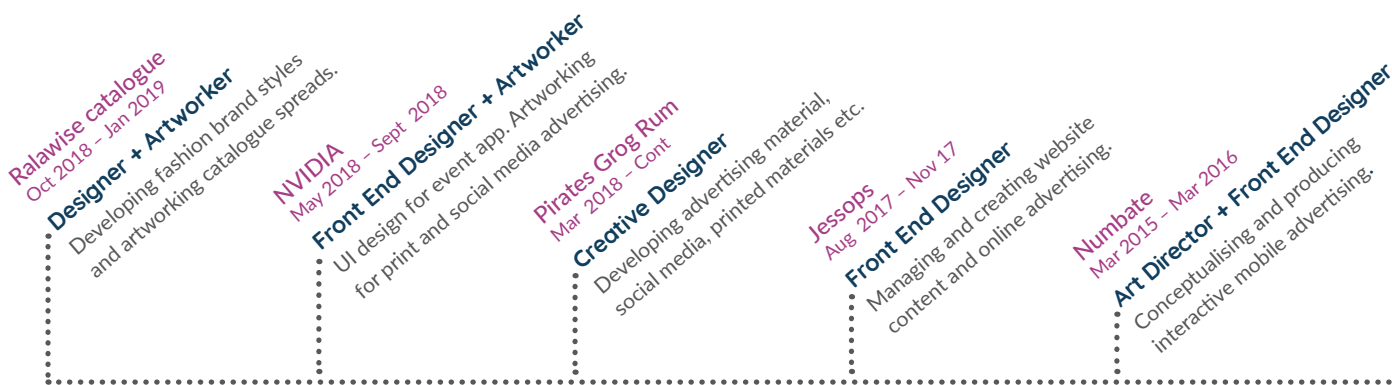 Ralawise catalogue
Oct 2018 – Jan 2019
Designer + Artworker
Developing fashion brand styles
and artworking catalogue spreads.
NVIDIA
May 2018 – Sept 2018
Front End Designer + Artworker
UI design for event app. Artworking
for print and social media advertising.
Pirates Grog Rum
Mar 2018 – Cont
Creative Designer
Developing advertising material,
social media, printed materials etc.
Jessops
Aug 2017 – Nov 17
Front End Designer
Managing and creating website
content and online advertising.
Numbate
Mar 2015 – Mar 2016
Art Director + Front End Designer
Conceptualising and producing
interactive mobile advertising.